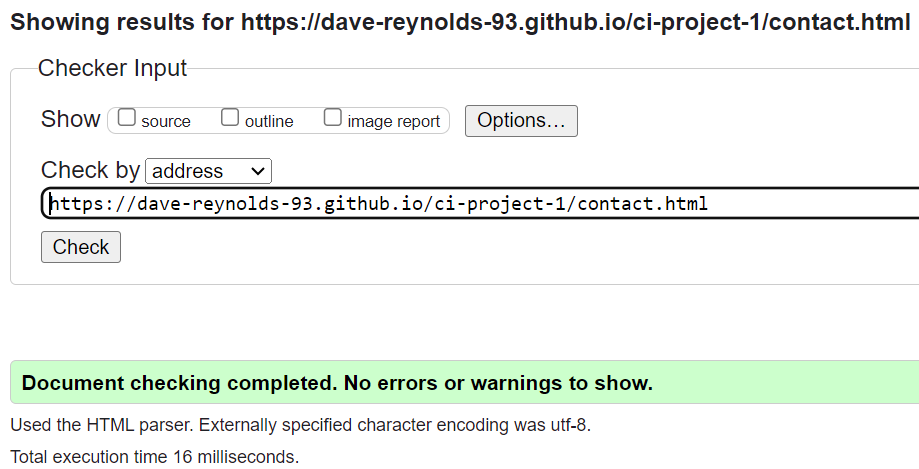 Showing results for https://dave-reynolds-93.github.io/ci-project-1/contact.html
Checker Input
Show source outline image report Options...
Check by address
https://dave-reynolds-93.github.io/ci-project-1/contact.html
Check
Document checking completed. No errors or warnings to show.
Used the HTML parser. Externally specified character encoding was utf-8.
Total execution time 16 milliseconds.